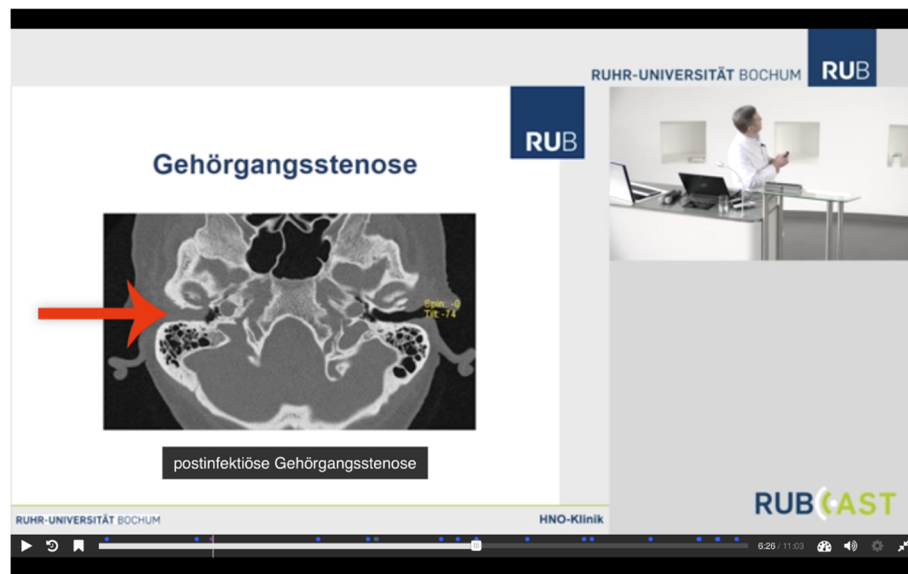 RUHR-UNIVERSITÄT BOCHUM
RUB
RUB
Gehörgangsstenose
Spin: -0
Tilt -74
postinfektiöse Gehörgangsstenose
RUHR-UNIVERSITÄT BOCHUM
HNO-Klinik
RUBCAST
6:26 / 11:03